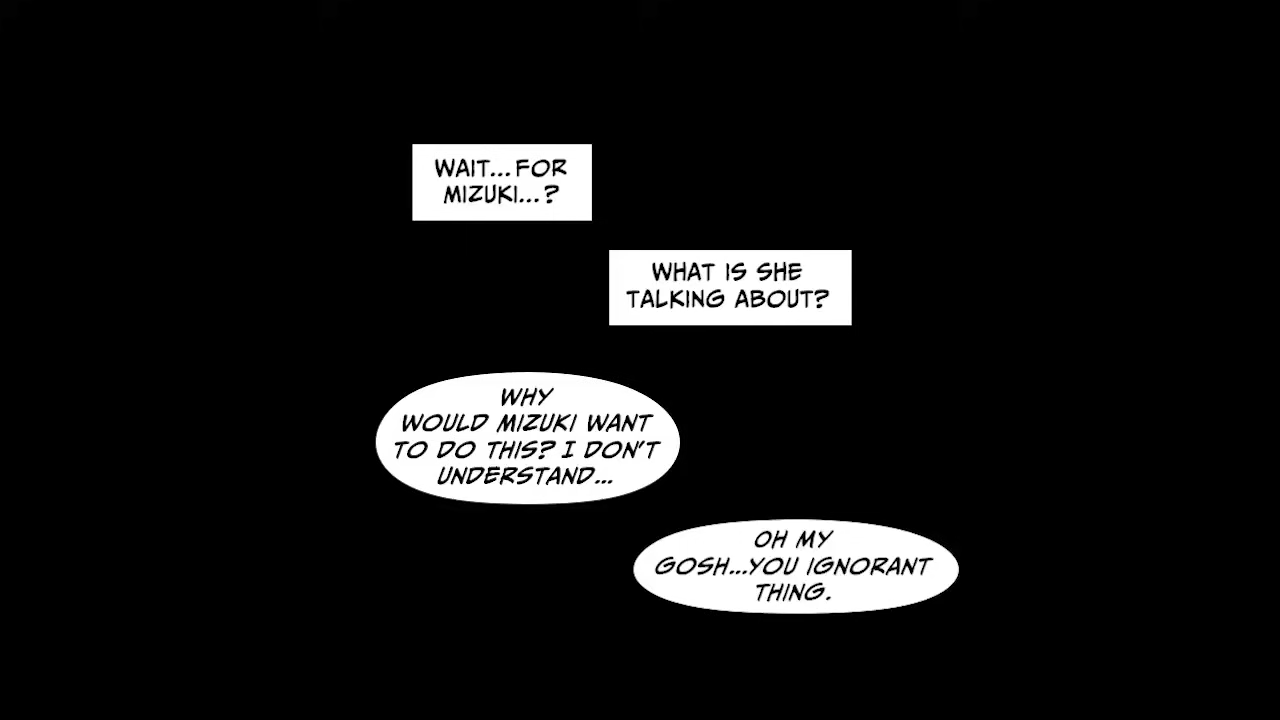 WAIT...FOR
MIZUKI...?
WHAT IS SHE
TALKING ABOUT?
WHY
WOULD MIZUKI WANT
TO DO THIS? I DON'T
UNDERSTAND...
OH MY
GOSH...YOU IGNORANT
THING.